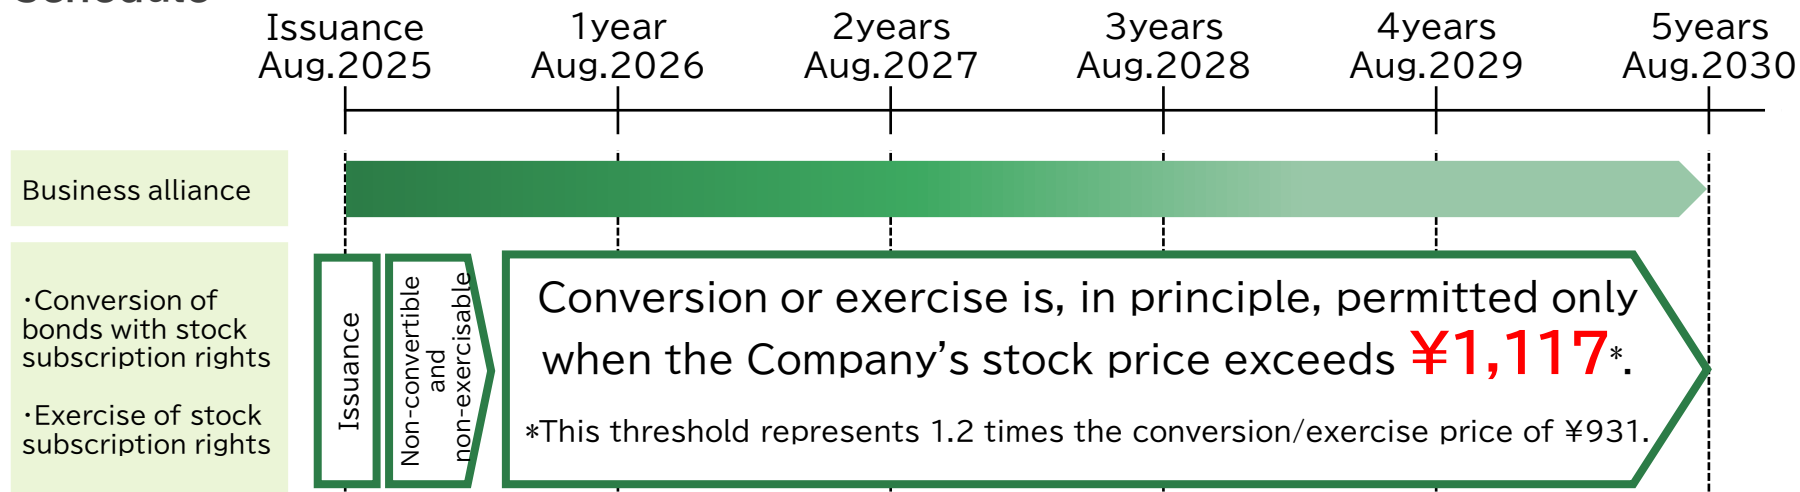 Issuance
Aug.2025
1year
Aug.2026
2years
Aug.2027
3years
Aug.2028
4years
Aug.2029
5years
Aug.2030
Business alliance
・Conversion of
bonds with stock
subscription rights
・Exercise of stock
subscription rights
Issuance
Non-convertible
and
non-exercisable
Conversion or exercise is, in principle, permitted only
when the Company's stock price exceeds ¥1,117*.
*This threshold represents 1.2 times the conversion/exercise price of ¥931.